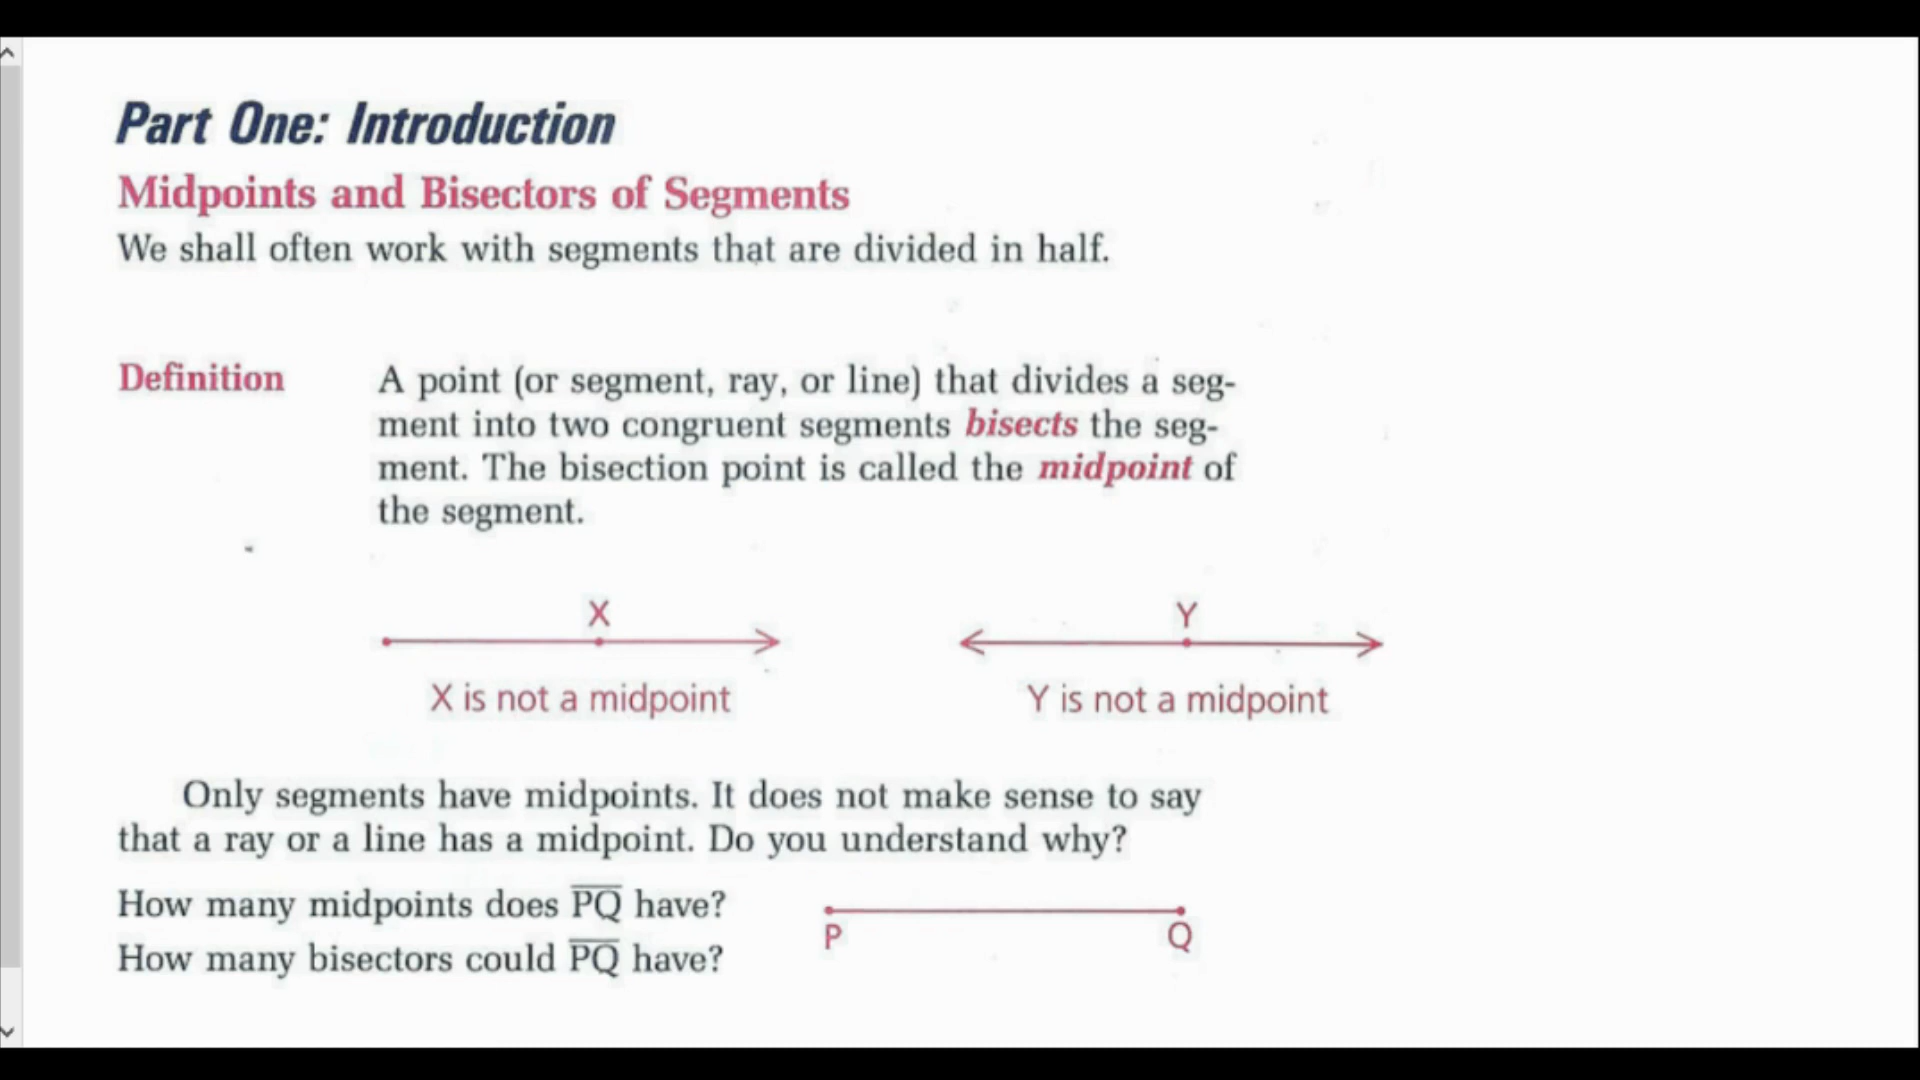 Part One: Introduction
Midpoints and Bisectors of Segments
We shall often work with segments that are divided in half.
Definition
A point (or segment, ray, or line) that divides a seg-
ment into two congruent segments bisects the seg-
ment. The bisection point is called the midpoint of
the segment.
X
Y
X is not a midpoint
Y is not a midpoint
Only segments have midpoints. It does not make sense to say
that a ray or a line has a midpoint. Do you understand why?
How many midpoints does PQ have?
P
Q
How many bisectors could PQ have?